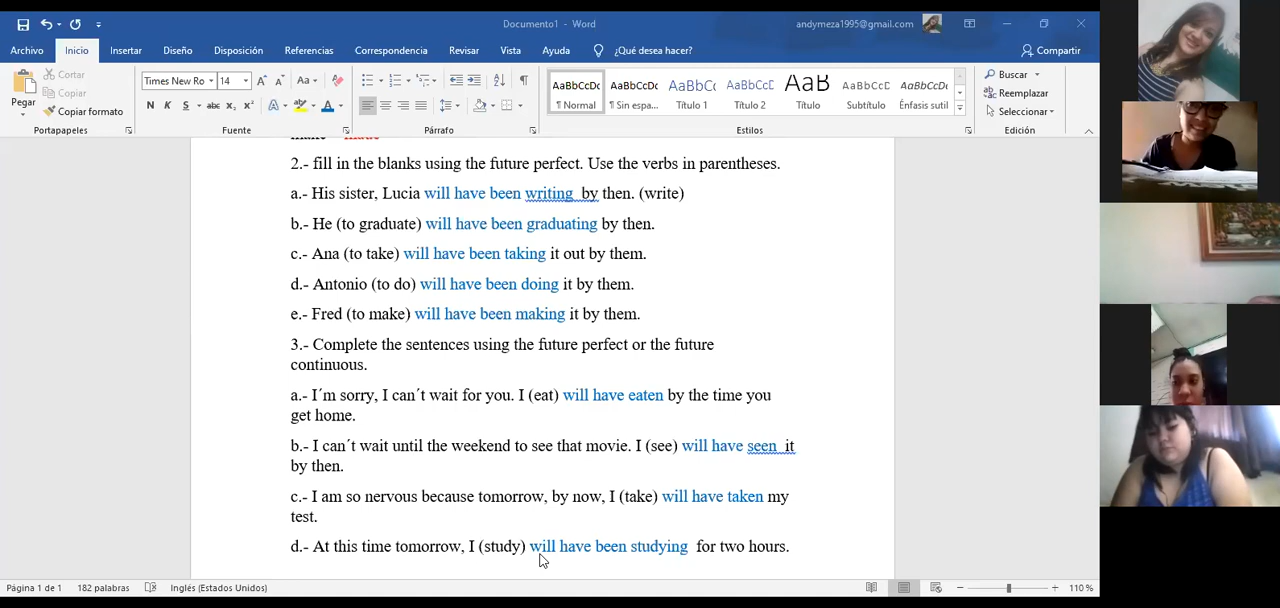 Documento1 - Word
andymeza1995@gmail.com
Archivo Inicio Insertar Diseño Disposición Referencias Correspondencia Revisar Vista Ayuda ¿Qué desea hacer? Compartir
Pegar
Cortar
Copiar
Copiar formato
Portapapeles
Times New Ro 14
N K S abc x₂ x²
Fuente
Párrafo
AaBbCcDc AaBbCcDc AaBbC AaBbCcD AaB AaBbCcD AaBbCcDc
¶ Normal ¶ Sin espa... Título 1 Título 2 Título Subtítulo Énfasis sutil
Estilos
Buscar
Reemplazar
Seleccionar
Edición
2.- fill in the blanks using the future perfect. Use the verbs in parentheses.
a.- His sister, Lucia will have been writing by then. (write)
b.- He (to graduate) will have been graduating by then.
c.- Ana (to take) will have been taking it out by them.
d.- Antonio (to do) will have been doing it by them.
e.- Fred (to make) will have been making it by them.
3.- Complete the sentences using the future perfect or the future
continuous.
a.- I´m sorry, I can´t wait for you. I (eat) will have eaten by the time you
get home.
b.- I can´t wait until the weekend to see that movie. I (see) will have seen it
by then.
c.- I am so nervous because tomorrow, by now, I (take) will have taken my
test.
d.- At this time tomorrow, I (study) will have been studying for two hours.
Página 1 de 1 182 palabras Inglés (Estados Unidos) 110 %